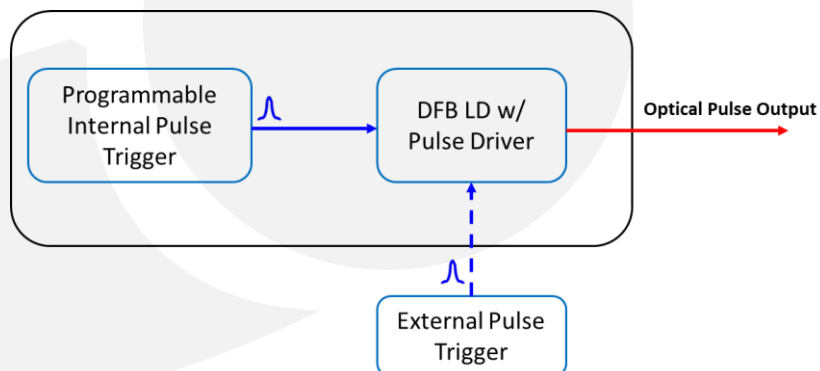 Programmable
Internal Pulse
Trigger
DFB LD w/
Pulse Driver
Optical Pulse Output
External Pulse
Trigger